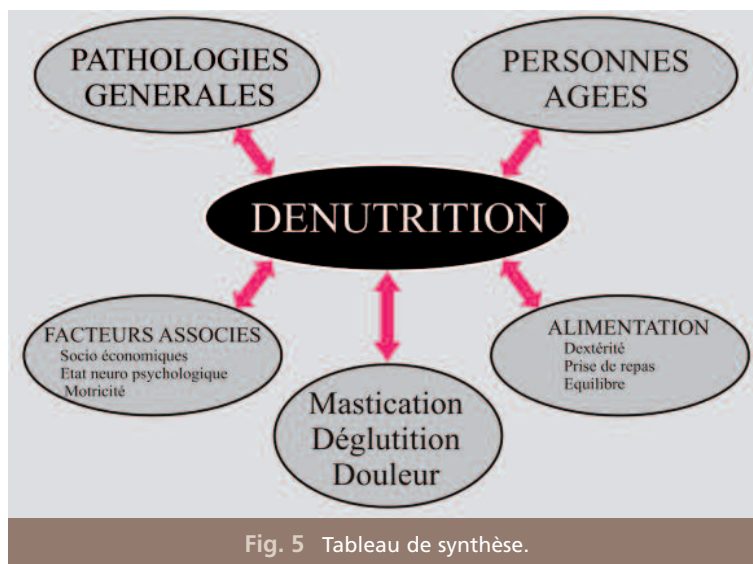 PATHOLOGIES
GENERALES
PERSONNES
AGEES
DENUTRITION
FACTEURS ASSOCIES
Socio économiques
Etat neuro psychologique
Motricité
Mastication
Déglutition
Douleur
ALIMENTATION
Dextérité
Prise de repas
Equilibre
Fig. 5 Tableau de synthèse.